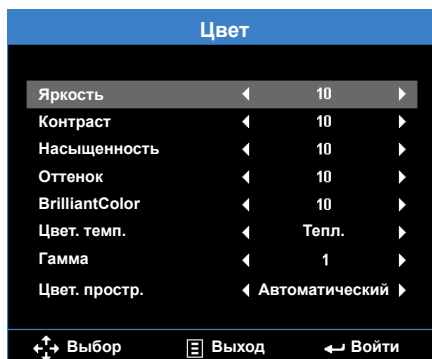 Цвет
Яркость 10
Контраст 10
Насыщенность 10
Оттенок 10
BrilliantColor 10
Цвет. темп. Тепл.
Гамма 1
Цвет. простр. Автоматический
Выбор Выход Войти